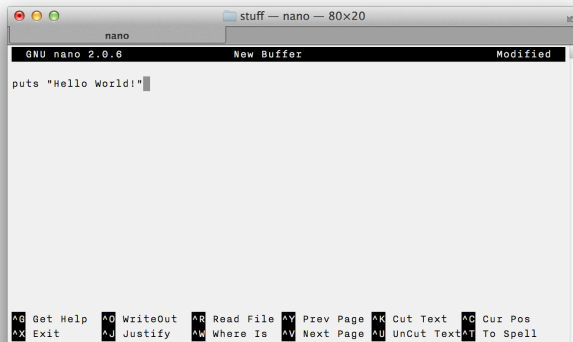 stuff — nano — 80×20
nano
GNU nano 2.0.6 New Buffer Modified
puts "Hello World!"
^G Get Help ^O WriteOut ^R Read File ^Y Prev Page ^K Cut Text ^C Cur Pos
^X Exit ^J Justify ^W Where Is ^V Next Page ^U UnCut Text ^T To Spell